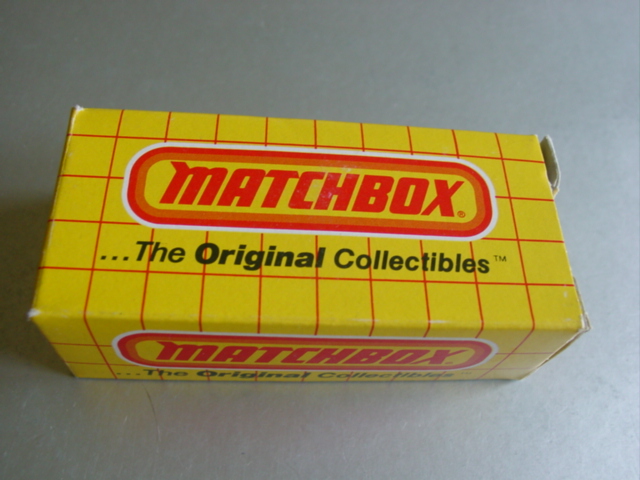 MATCHBOX®
...The Original Collectibles™
MATCHBOX
...The Original Collectibles